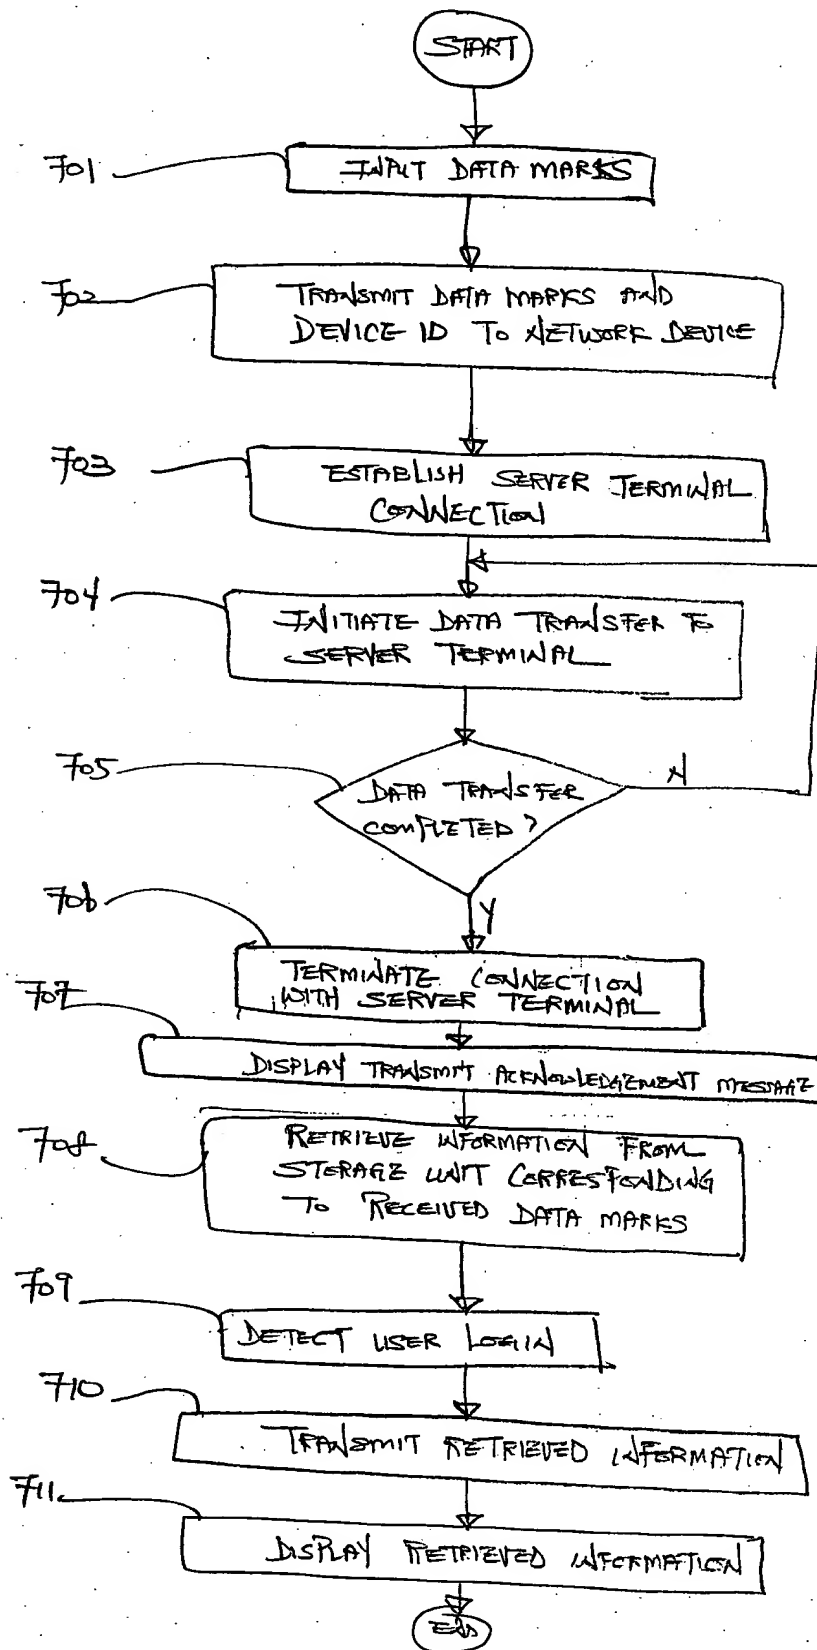 START
701
INPUT DATA MARKS
702
TRANSMIT DATA MARKS AND
DEVICE ID TO NETWORK DEVICE
703
ESTABLISH SERVER TERMINAL
CONNECTION
704
INITIATE DATA TRANSFER TO
SERVER TERMINAL
705
DATA TRANSFER
COMPLETED?
N
Y
706
TERMINATE CONNECTION
WITH SERVER TERMINAL
707
DISPLAY TRANSMIT ACKNOWLEDGEMENT MESSAGE
708
RETRIEVE INFORMATION FROM
STORAGE UNIT CORRESPONDING
TO RECEIVED DATA MARKS
709
DETECT USER LOGIN
710
TRANSMIT RETRIEVED INFORMATION
711
DISPLAY RETRIEVED INFORMATION
END